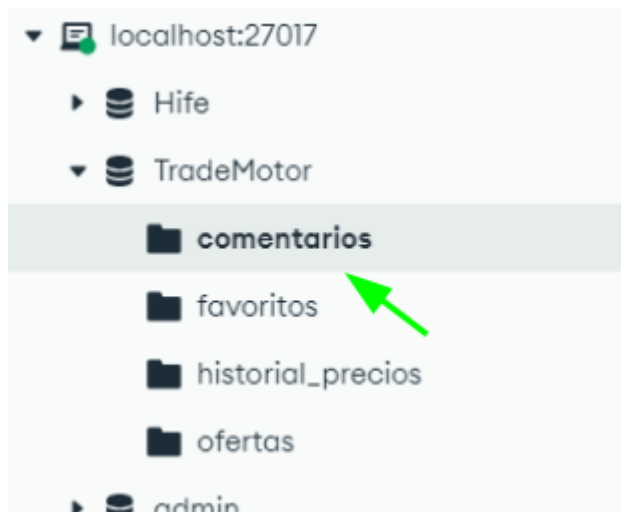 localhost:27017
Hife
TradeMotor
comentarios
favoritos
historial_precios
ofertas
admin